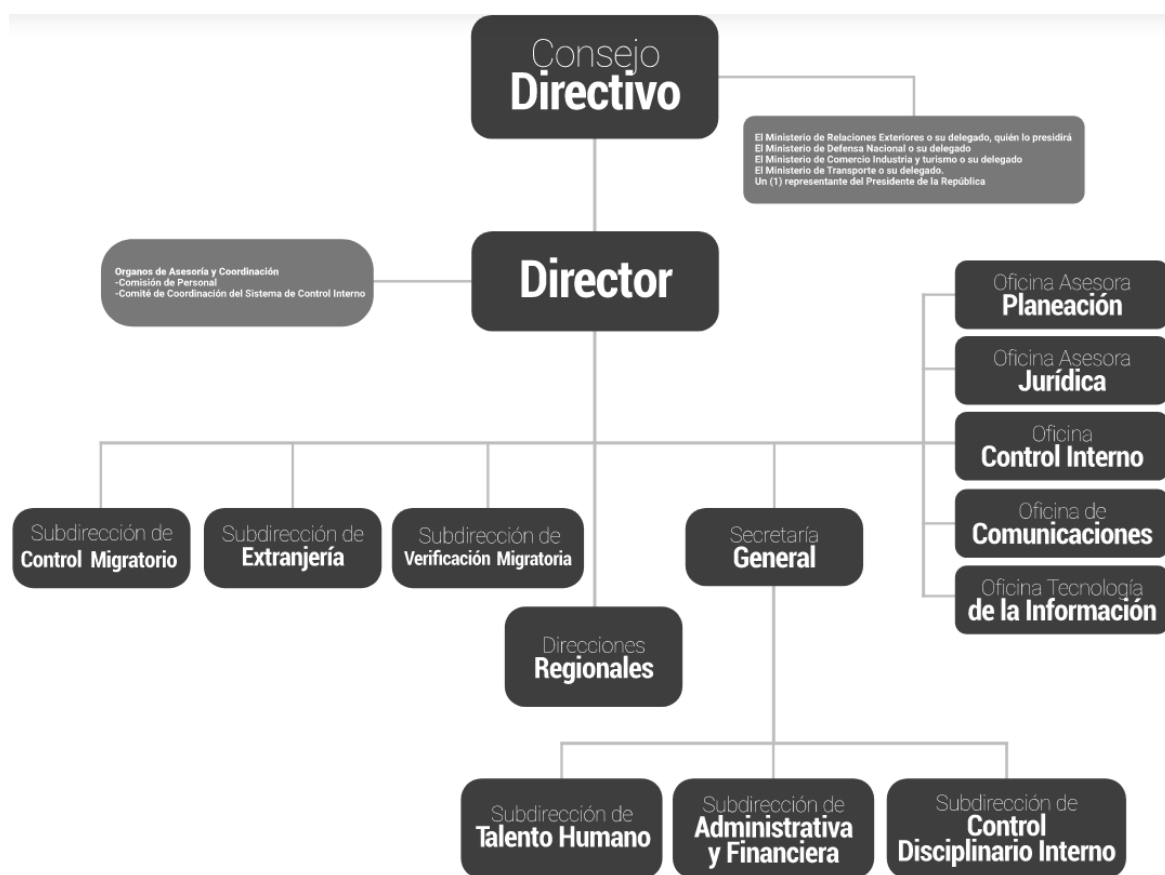 Consejo
Directivo
El Ministerio de Relaciones Exteriores o su delegado, quién lo presidirá
El Ministerio de Defensa Nacional o su delegado
El Ministerio de Comercio Industria y turismo o su delegado
El Ministerio de Transporte o su delegado.
Un (1) representante del Presidente de la República
Director
Organos de Asesoría y Coordinación
-Comisión de Personal
-Comité de Coordinación del Sistema de Control Interno
Oficina Asesora
Planeación
Oficina Asesora
Jurídica
Oficina
Control Interno
Oficina de
Comunicaciones
Oficina Tecnología
de la Información
Subdirección de
Control Migratorio
Subdirección de
Extranjería
Subdirección de
Verificación Migratoria
Secretaría
General
Direcciones
Regionales
Subdirección de
Talento Humano
Subdirección de
Administrativa
y Financiera
Subdirección de
Control
Disciplinario Interno